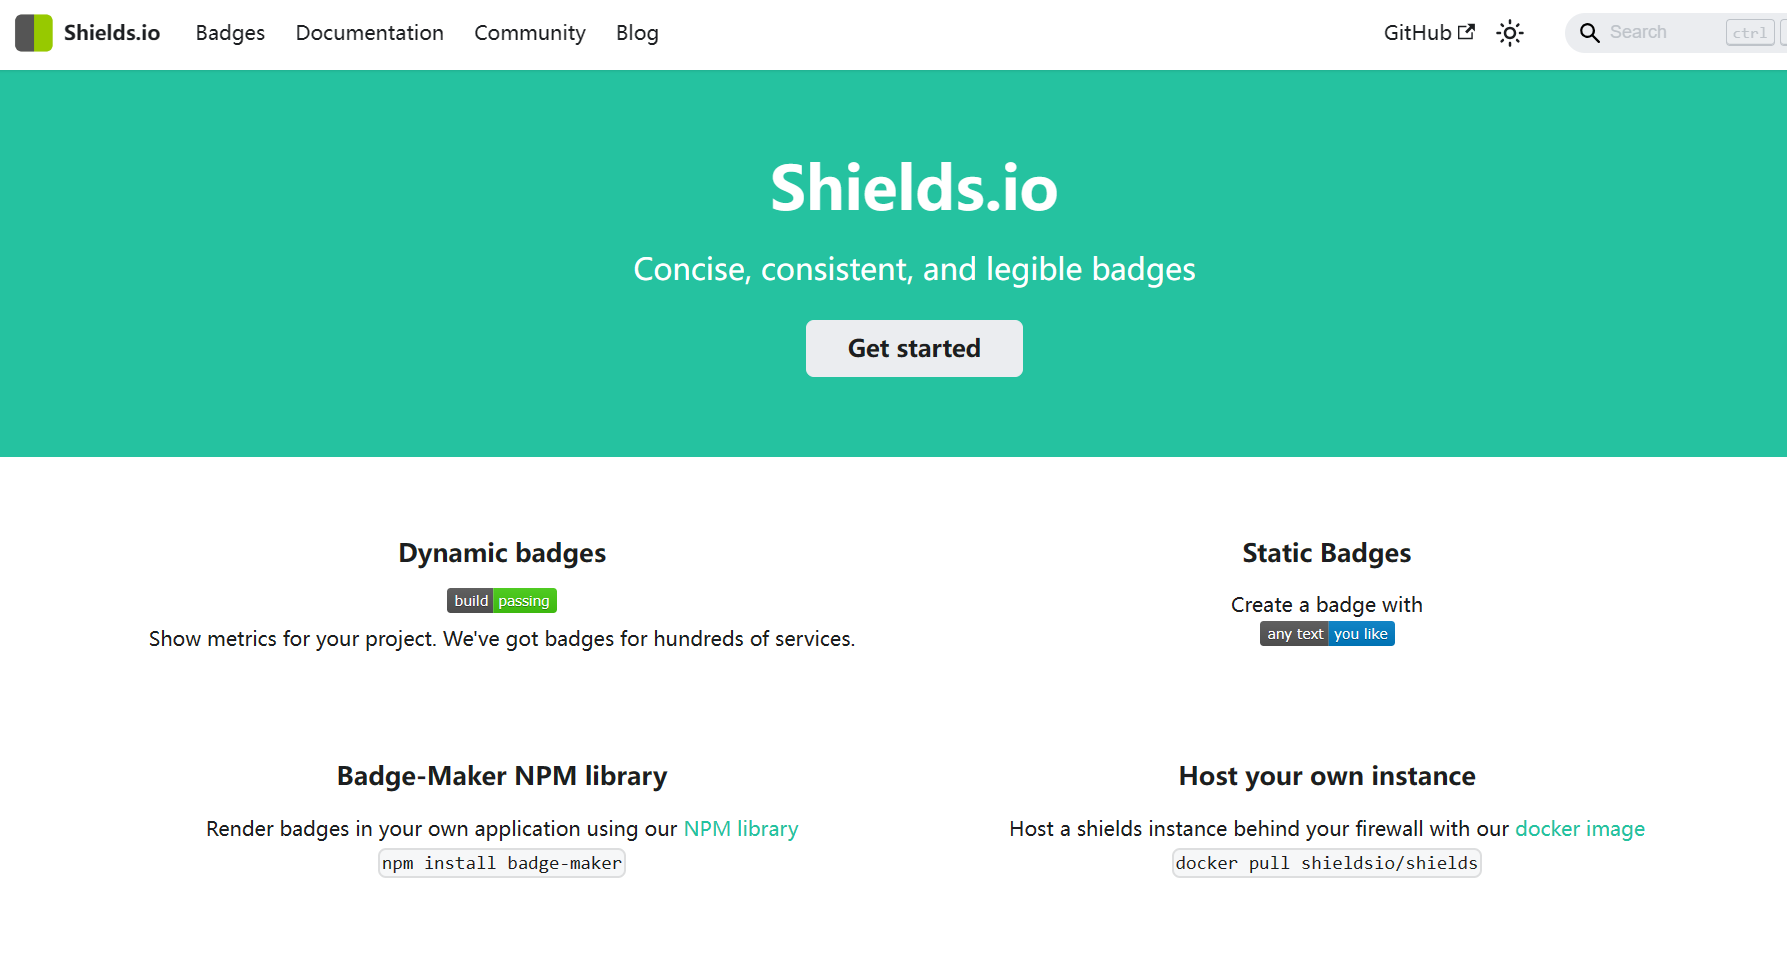 Shields.io Badges Documentation Community Blog GitHub Search ctrl
Shields.io
Concise, consistent, and legible badges
Get started
Dynamic badges
build passing
Show metrics for your project. We've got badges for hundreds of services.
Static Badges
Create a badge with
any text you like
Badge-Maker NPM library
Render badges in your own application using our NPM library
npm install badge-maker
Host your own instance
Host a shields instance behind your firewall with our docker image
docker pull shieldsio/shields